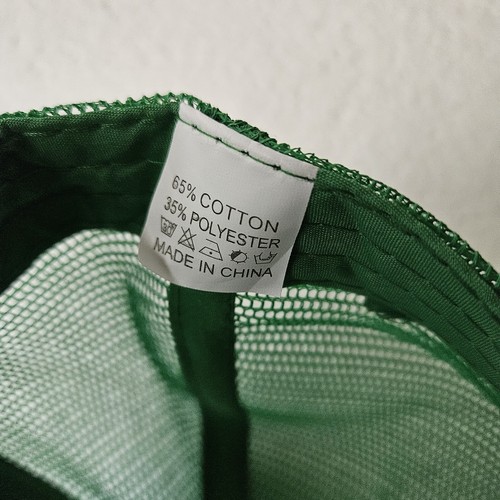 65% COTTON
35% POLYESTER
MADE IN CHINA